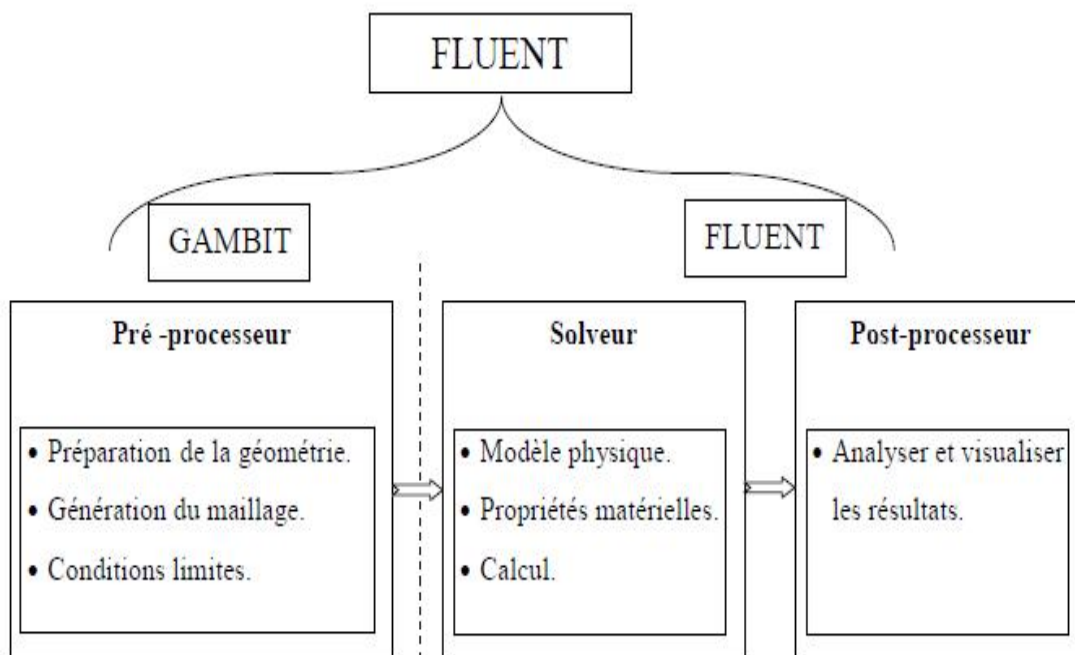 FLUENT
GAMBIT
FLUENT
Pré -processeur
• Préparation de la géométrie.
• Génération du maillage.
• Conditions limites.
Solveur
• Modèle physique.
• Propriétés matérielles.
• Calcul.
Post-processeur
• Analyser et visualiser
les résultats.